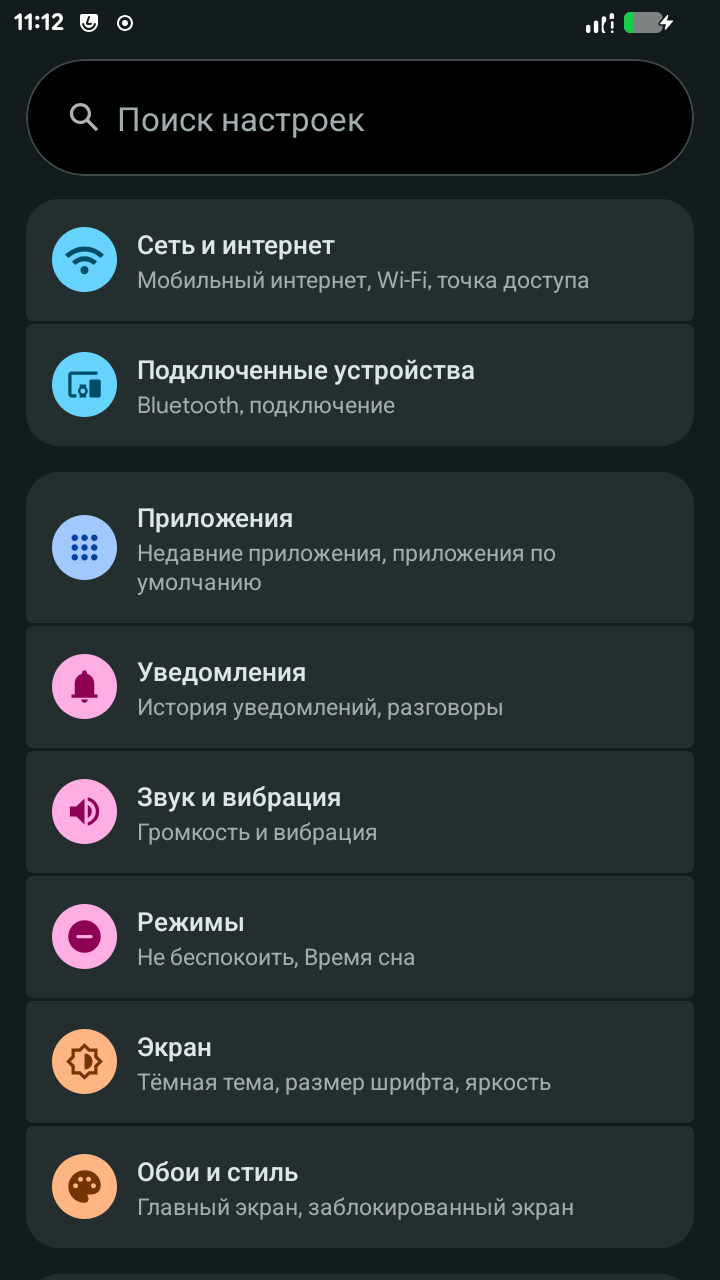 11:12
Поиск настроек
Сеть и интернет
Мобильный интернет, Wi-Fi, точка доступа
Подключенные устройства
Bluetooth, подключение
Приложения
Недавние приложения, приложения по
умолчанию
Уведомления
История уведомлений, разговоры
Звук и вибрация
Громкость и вибрация
Режимы
Не беспокоить, Время сна
Экран
Тёмная тема, размер шрифта, яркость
Обои и стиль
Главный экран, заблокированный экран